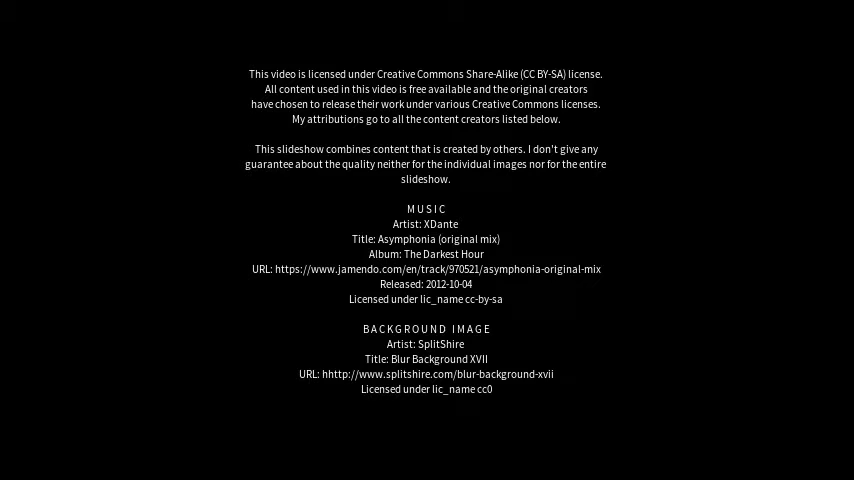 This video is licensed under Creative Commons Share-Alike (CC BY-SA) license.
All content used in this video is free available and the original creators
have chosen to release their work under various Creative Commons licenses.
My attributions go to all the content creators listed below.
This slideshow combines content that is created by others. I don't give any
guarantee about the quality neither for the individual images nor for the entire
slideshow.
MUSIC
Artist: XDante
Title: Asymphonia (original mix)
Album: The Darkest Hour
URL: https://www.jamendo.com/en/track/970521/asymphonia-original-mix
Released: 2012-10-04
Licensed under lic_name cc-by-sa
BACKGROUND IMAGE
Artist: SplitShire
Title: Blur Background XVII
URL: hhttp://www.splitshire.com/blur-background-xvii
Licensed under lic_name cc0